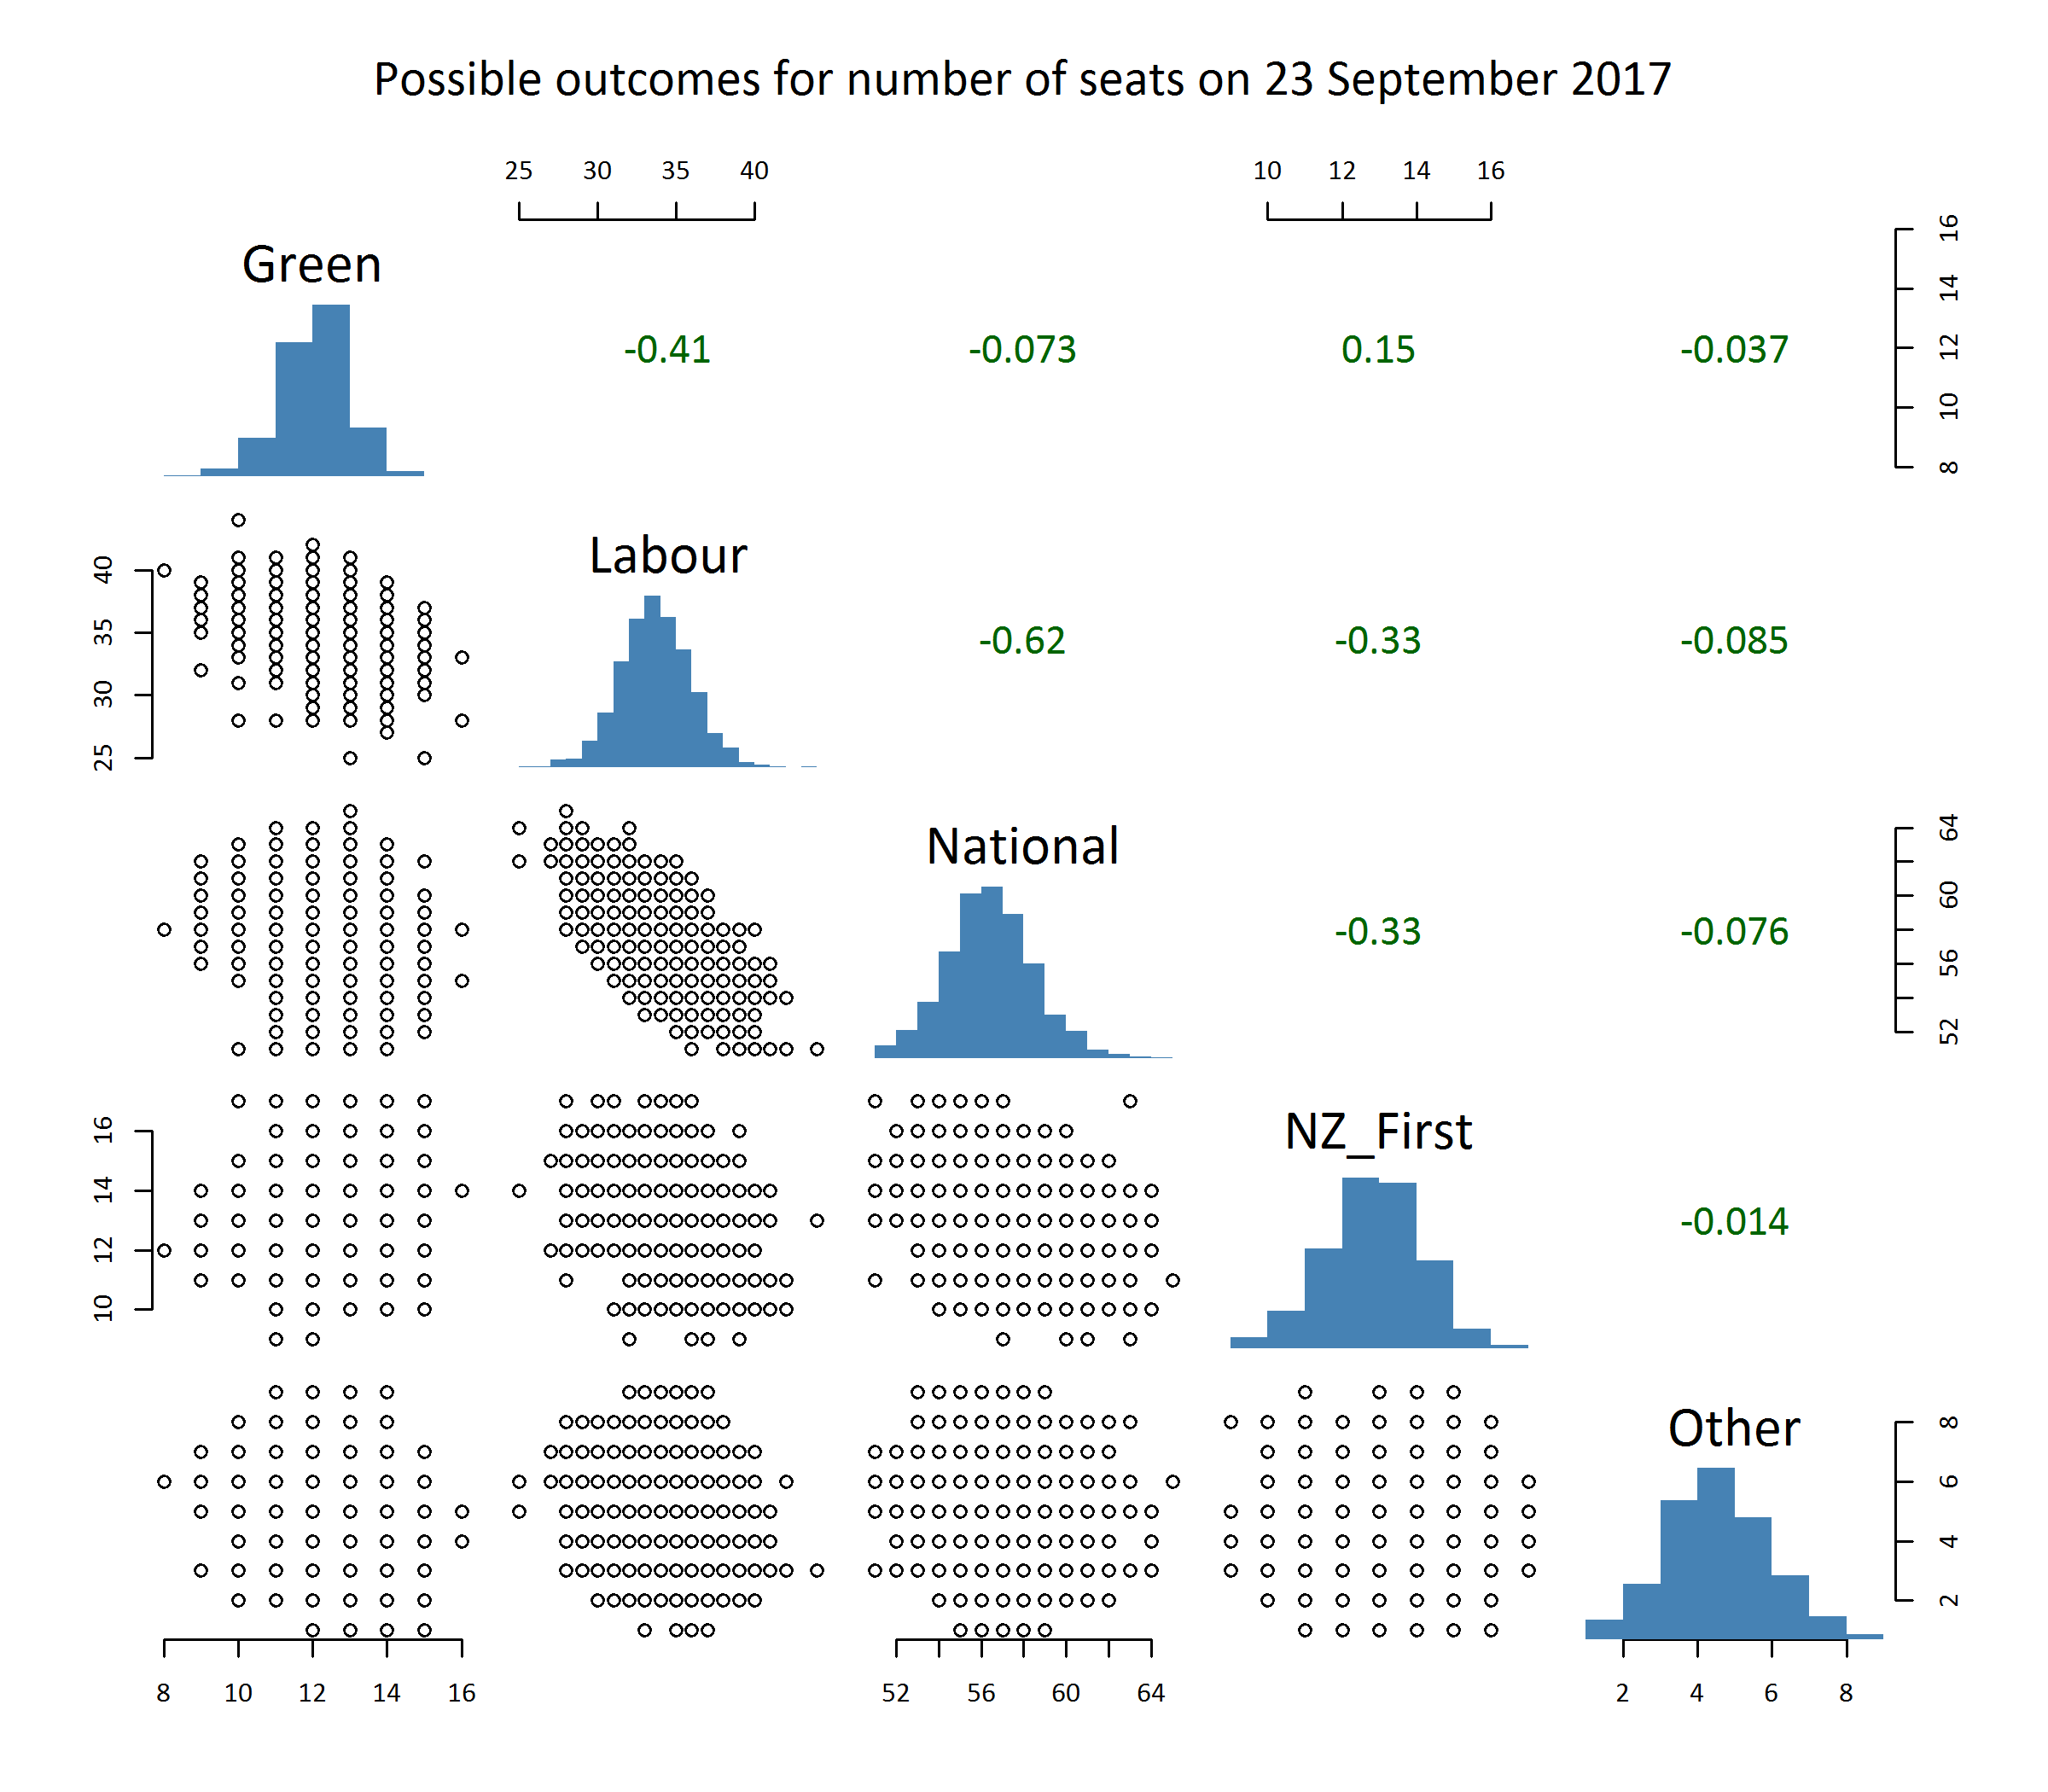 Possible outcomes for number of seats on 23 September 2017
25 30 35 40
10 12 14 16
Green
-0.41 -0.073 0.15 -0.037
16
14
12
10
8
Labour
40
35
30
25
-0.62 -0.33 -0.085
National
-0.33 -0.076
64
60
56
52
NZ_First
16
14
12
10
-0.014
Other
8
6
4
2
8 10 12 14 16
52 56 60 64
2 4 6 8